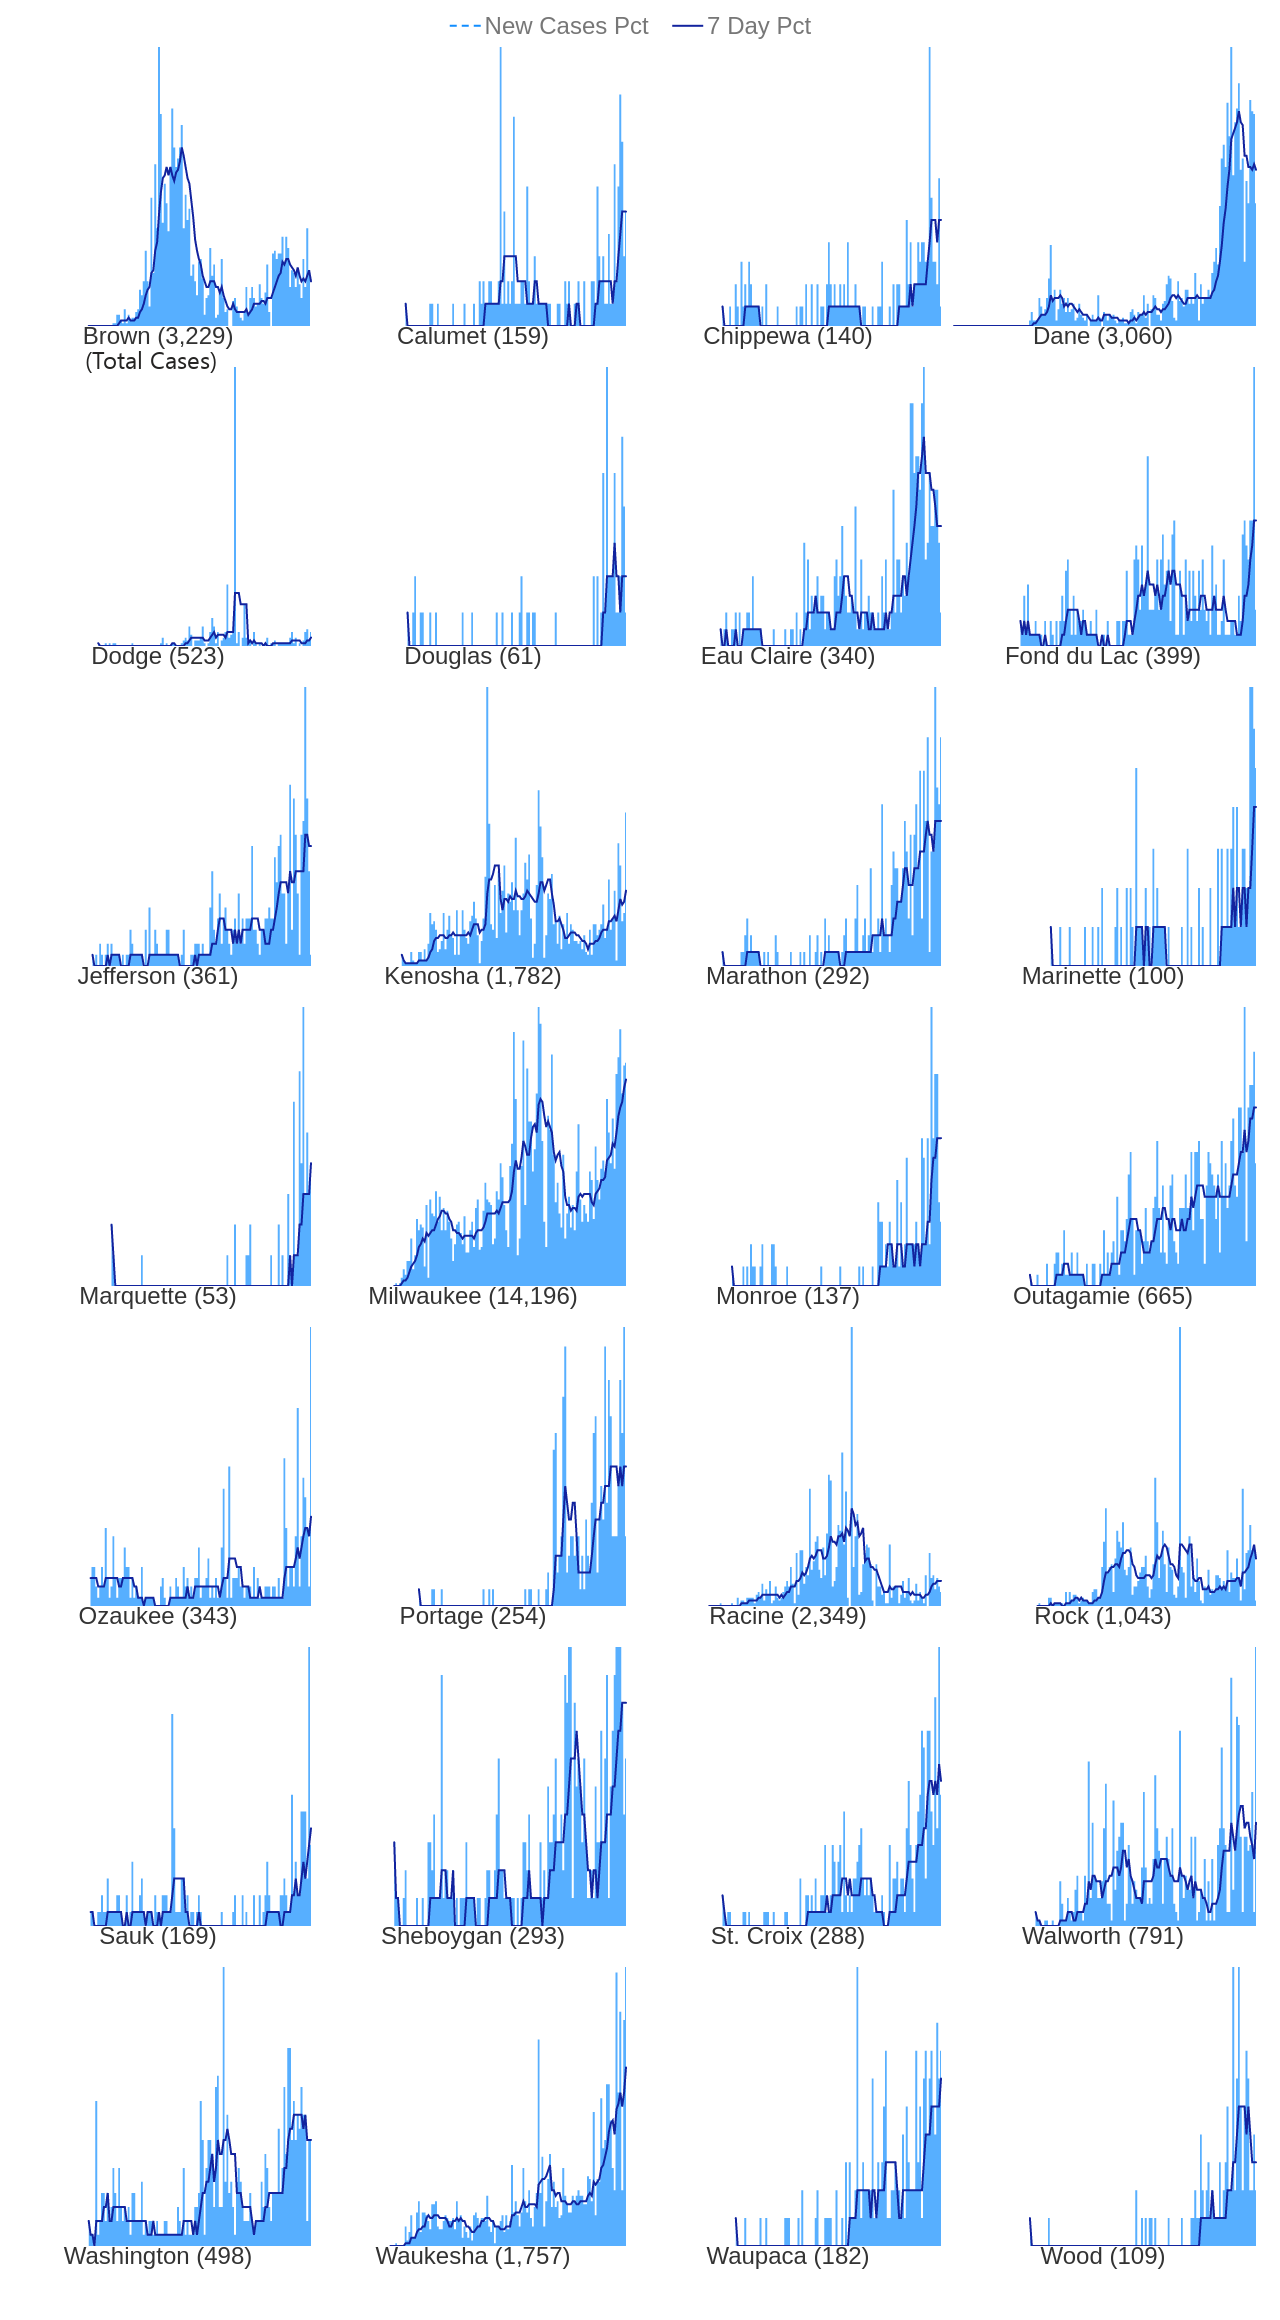 New Cases Pct 7 Day Pct
Brown (3,229) Calumet (159) Chippewa (140) Dane (3,060)
(Total Cases)
Dodge (523) Douglas (61) Eau Claire (340) Fond du Lac (399)
Jefferson (361) Kenosha (1,782) Marathon (292) Marinette (100)
Marquette (53) Milwaukee (14,196) Monroe (137) Outagamie (665)
Ozaukee (343) Portage (254) Racine (2,349) Rock (1,043)
Sauk (169) Sheboygan (293) St. Croix (288) Walworth (791)
Washington (498) Waukesha (1,757) Waupaca (182) Wood (109)